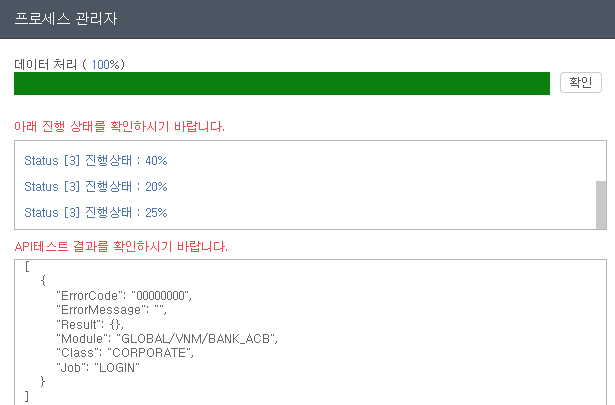 프로세스 관리자
데이터 처리 ( 100%)
확인
아래 진행 상태를 확인하시기 바랍니다.
Status [3] 진행상태 : 40%
Status [3] 진행상태 : 20%
Status [3] 진행상태 : 25%
API테스트 결과를 확인하시기 바랍니다.
[
{
"ErrorCode": "00000000",
"ErrorMessage": "",
"Result": {},
"Module": "GLOBAL/VNM/BANK_ACB",
"Class": "CORPORATE",
"Job": "LOGIN"
}
]